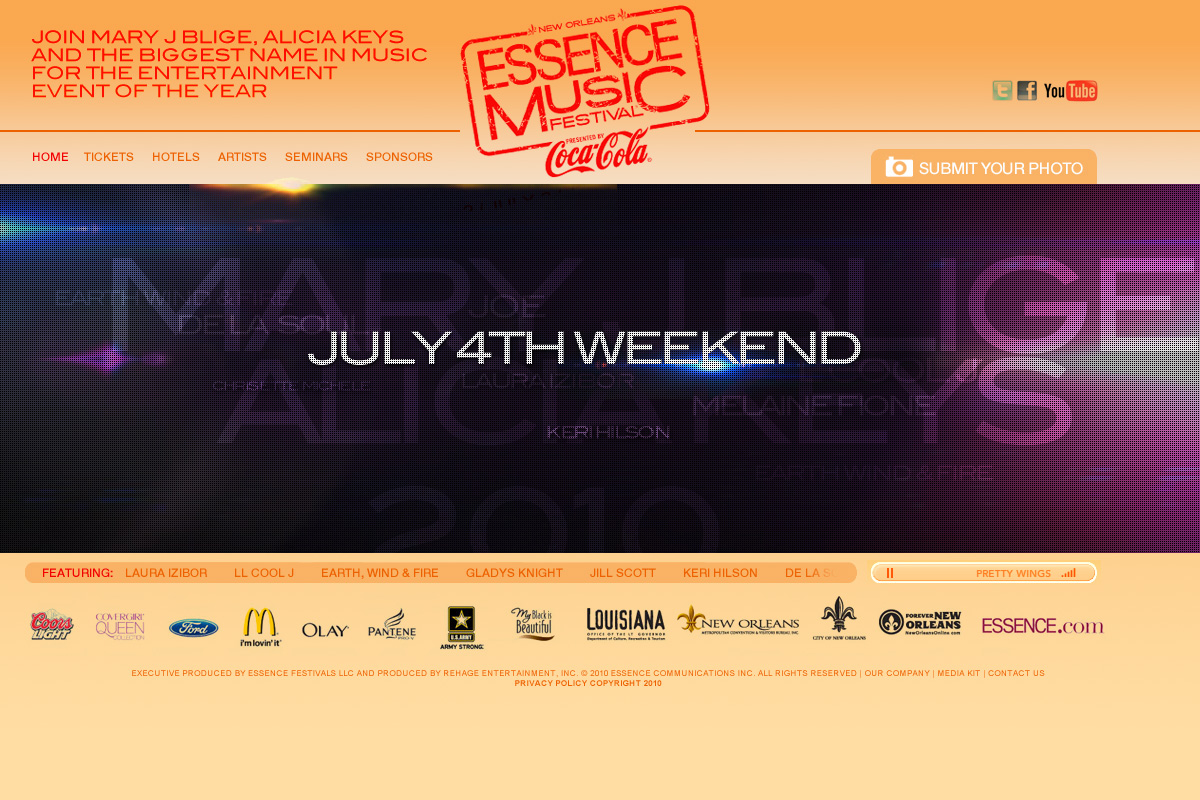 JOIN MARY J BLIGE, ALICIA KEYS
AND THE BIGGEST NAME IN MUSIC
FOR THE ENTERTAINMENT
EVENT OF THE YEAR
NEW ORLEANS
ESSENCE
MUSIC
FESTIVAL
PRESENTED BY
Coca-Cola
t f YouTube
HOME TICKETS HOTELS ARTISTS SEMINARS SPONSORS
SUBMIT YOUR PHOTO
MARY J BLIGE
EARTH WIND & FIRE
JOE
DE LA SOUL
JULY 4TH WEEKEND
COOL J
CHRISETTE MICHELE
LAURA IZIBOR
ALICIA KEYS
MELAINE FIONE
KERI HILSON
EARTH WIND & FIRE
2010
FEATURING: LAURA IZIBOR LL COOL J EARTH, WIND & FIRE GLADYS KNIGHT JILL SCOTT KERI HILSON DE LA S
PRETTY WINGS
Coors
LIGHT
COVERGIRL
QUEEN
COLLECTION
Ford
i'm lovin' it
OLAY
PANTENE
PRO-V
U.S. ARMY
ARMY STRONG
My Black is
Beautiful
LOUISIANA
OFFICE OF THE LT. GOVERNOR
Department of Culture, Recreation & Tourism
NEW ORLEANS
METROPOLITAN CONVENTION & VISITORS BUREAU, INC.
CITY OF NEW ORLEANS
FOREVER NEW
ORLEANS
NewOrleansOnline.com
ESSENCE.com
EXECUTIVE PRODUCED BY ESSENCE FESTIVALS LLC AND PRODUCED BY REHAGE ENTERTAINMENT, INC. © 2010 ESSENCE COMMUNICATIONS INC. ALL RIGHTS RESERVED | OUR COMPANY | MEDIA KIT | CONTACT US
PRIVACY POLICY COPYRIGHT 2010